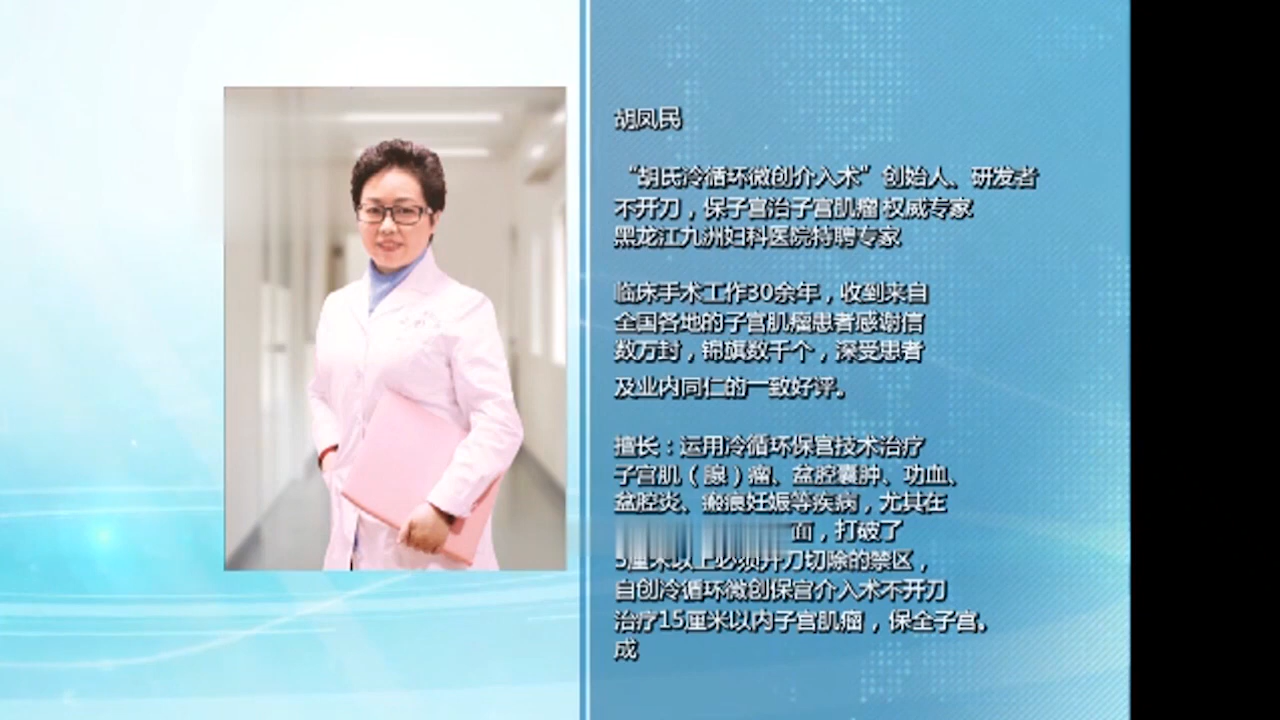 胡凤民
“胡氏冷循环微创介入术”创始人、研发者
不开刀，保子宫治子宫肌瘤 权威专家
黑龙江九洲妇科医院特聘专家
临床手术工作30余年，收到来自
全国各地的子宫肌瘤患者感谢信
数万封，锦旗数千个，深受患者
及业内同仁的一致好评。
擅长：运用冷循环保宫技术治疗
子宫肌（腺）瘤、盆腔囊肿、功血、
盆腔炎、瘢痕妊娠等疾病，尤其在
面，打破了
5厘米以上必须开刀切除的禁区，
自创冷循环微创保宫介入术不开刀
治疗15厘米以内子宫肌瘤，保全子宫。
成